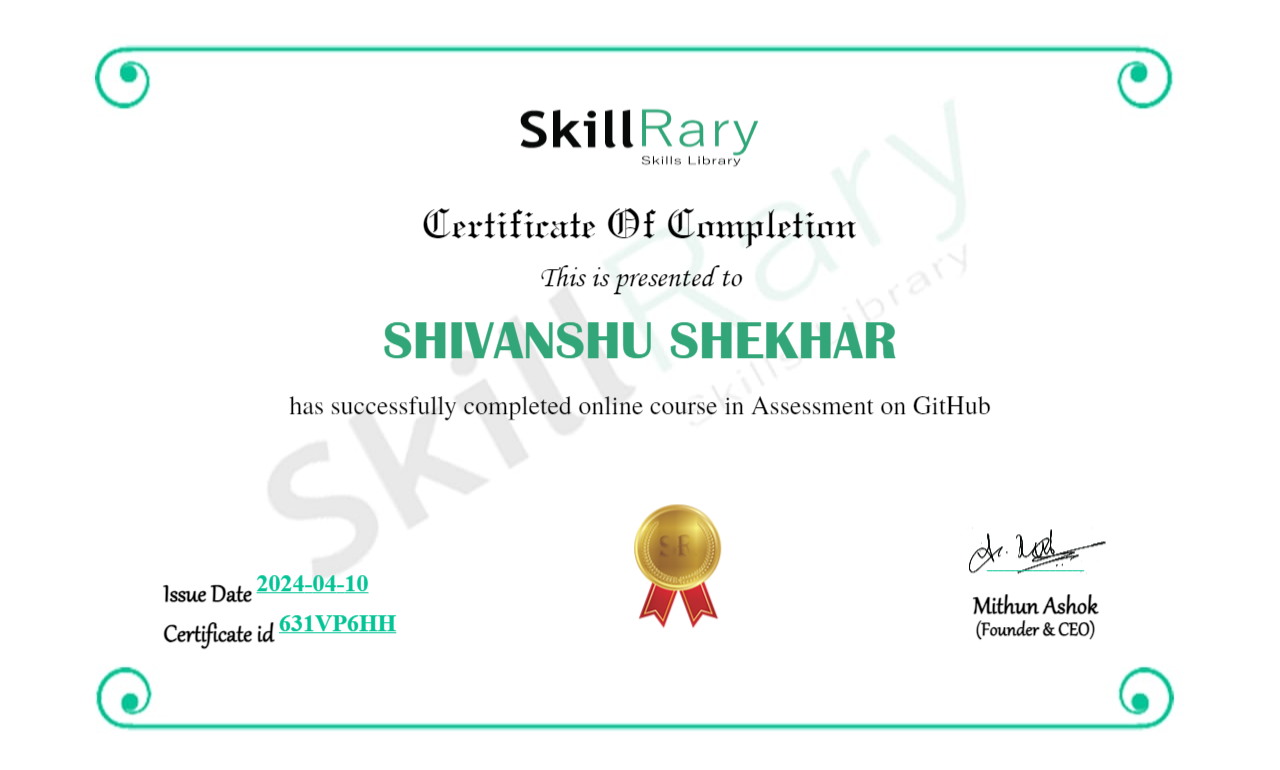 SkillRary
Skills Library
Certificate Of Completion
This is presented to
SHIVANSHU SHEKHAR
has successfully completed online course in Assessment on GitHub
SkillRary
Skills Library
SR
Issue Date 2024-04-10
Certificate id 631VP6HH
Mithun Ashok
(Founder & CEO)